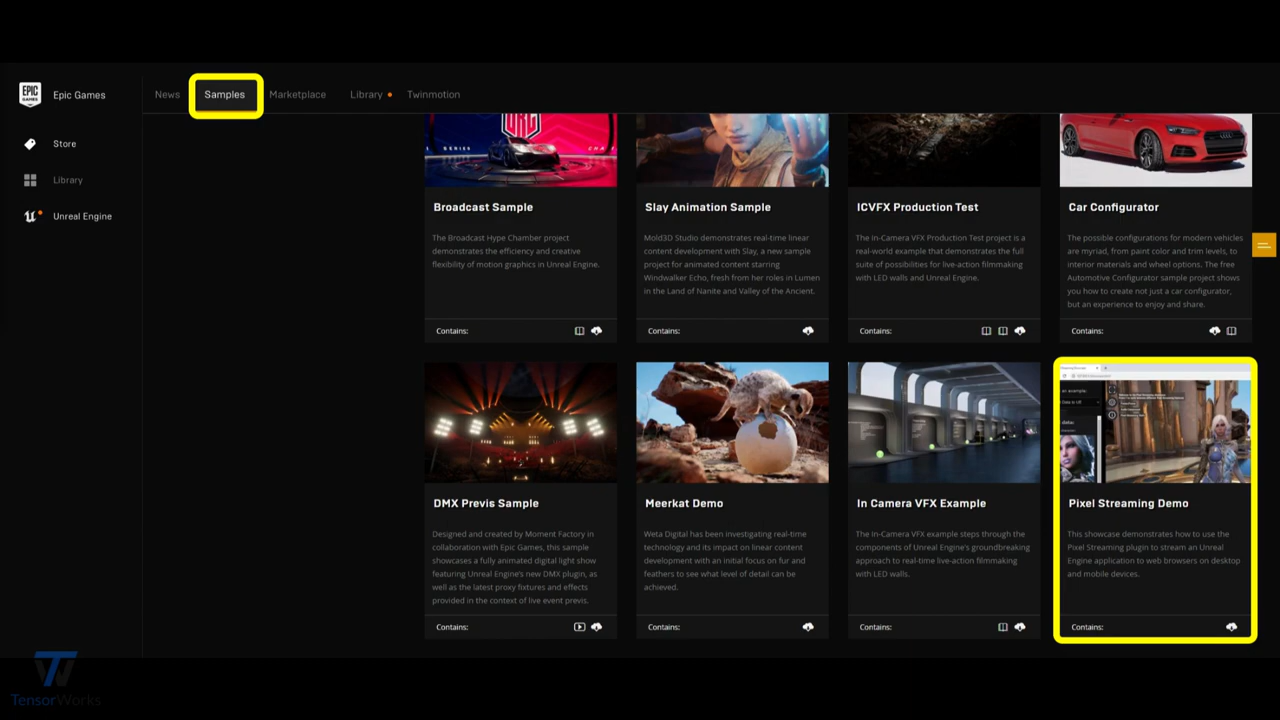 EPIC GAMES
Epic Games
News
Samples
Marketplace
Library
Twinmotion
Store
Library
Unreal Engine
Broadcast Sample
The Broadcast Hype Chamber project
demonstrates the efficiency and creative
flexibility of motion graphics in Unreal Engine.
Contains:
Slay Animation Sample
Mold3D Studio demonstrates real-time linear
content development with Slay, a new sample
project for animated content starring
Windwalker Echo, fresh from her roles in Lumen
in the Land of Nanite and Valley of the Ancient.
Contains:
ICVFX Production Test
The In-Camera VFX Production Test project is a
real-world example that demonstrates the full
suite of possibilities for live-action filmmaking
with LED walls and Unreal Engine.
Contains:
Car Configurator
The possible configurations for modern vehicles
are myriad, from paint color and trim levels, to
interior materials and wheel options. The free
Automotive Configurator sample project shows
you how to create not just a car configurator,
but an experience to enjoy and share.
Contains:
DMX Previs Sample
Designed and created by Moment Factory in
collaboration with Epic Games, this sample
showcases a fully animated digital light show
featuring Unreal Engine's new DMX plugin, as
well as the latest proxy fixtures and effects
provided in the context of live event previs.
Contains:
Meerkat Demo
Weta Digital has been investigating real-time
technology and its impact on linear content
development with an initial focus on fur and
feathers to see what level of detail can be
achieved.
Contains:
In Camera VFX Example
The In-Camera VFX example steps through the
components of Unreal Engine's groundbreaking
approach to real-time live-action filmmaking
with LED walls.
Contains:
Pixel Streaming Demo
This showcase demonstrates how to use the
Pixel Streaming plugin to stream an Unreal
Engine application to web browsers on desktop
and mobile devices.
Contains:
TensorWorks